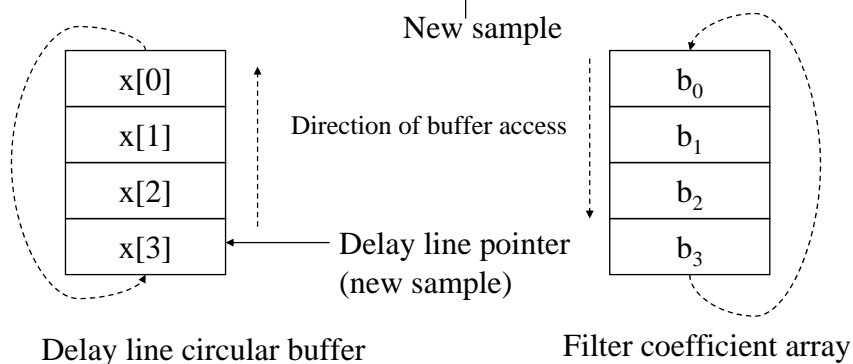 New sample
x[0]
x[1]
x[2]
x[3]
Direction of buffer access
Delay line pointer
(new sample)
b₀
b₁
b₂
b₃
Delay line circular buffer
Filter coefficient array